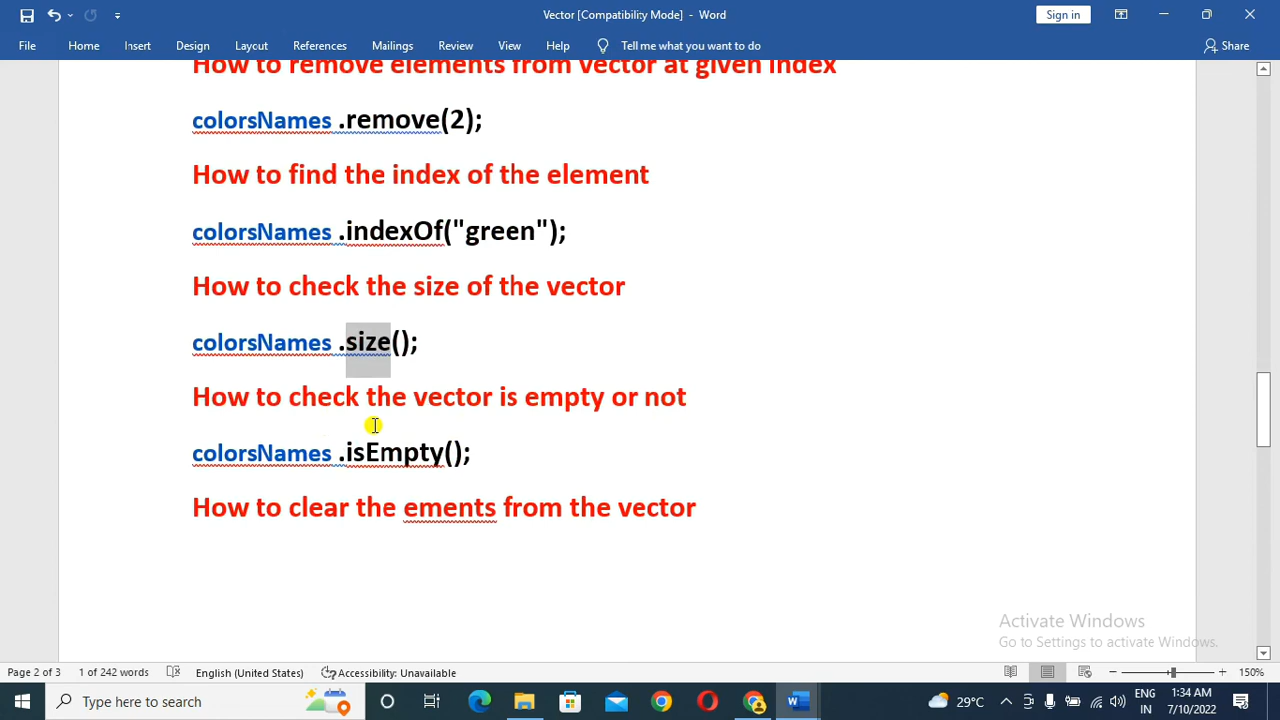 Vector [Compatibility Mode] - Word
Sign in
File Home Insert Design Layout References Mailings Review View Help Tell me what you want to do Share
How to remove elements from vector at given index
colorsNames .remove(2);
How to find the index of the element
colorsNames .indexOf("green");
How to check the size of the vector
colorsNames .size();
How to check the vector is empty or not
colorsNames .isEmpty();
How to clear the ements from the vector
Activate Windows
Go to Settings to activate Windows.
Page 2 of 3 1 of 242 words English (United States) Accessibility: Unavailable 150%
Type here to search 29°C ENG IN 1:34 AM 7/10/2022